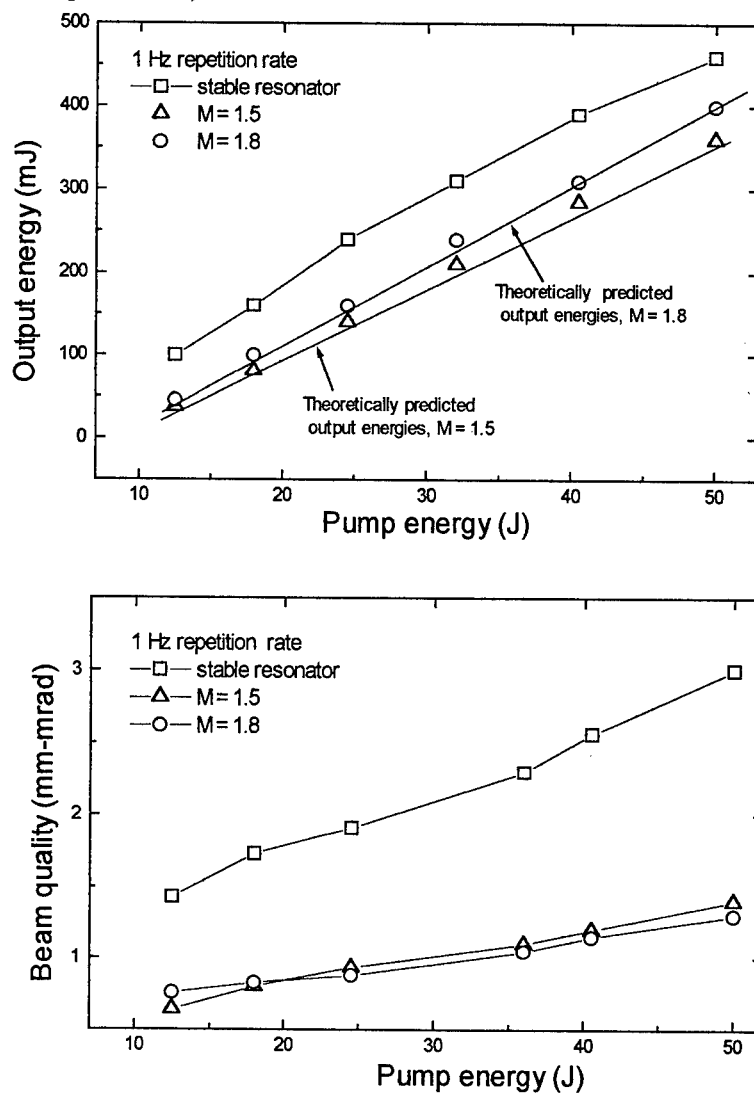 500
400
300
200
100
0
Output energy (mJ)
1 Hz repetition rate
stable resonator
M = 1.5
M = 1.8
Theoretically predicted
output energies, M = 1.8
Theoretically predicted
output energies, M = 1.5
10 20 30 40 50
Pump energy (J)
3
2
1
Beam quality (mm-mrad)
1 Hz repetition rate
stable resonator
M = 1.5
M = 1.8
10 20 30 40 50
Pump energy (J)